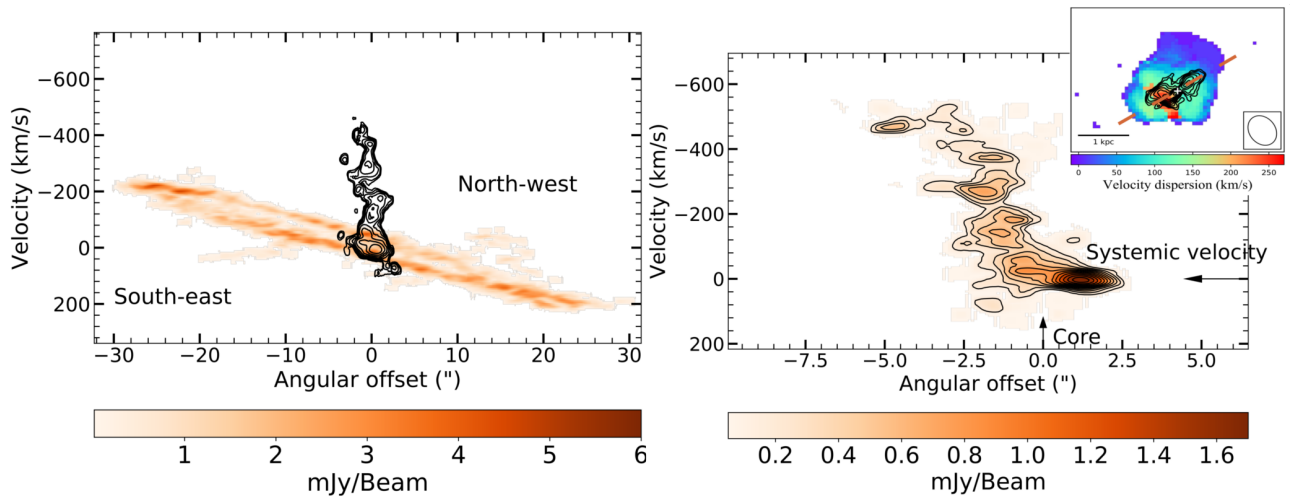 −600
−400
−200
0
200
Velocity (km/s)
North-west
South-east
−30 −20 −10 0 10 20 30
Angular offset (")
1 2 3 4 5 6
mJy/Beam
−600
−400
−200
0
200
Velocity (km/s)
Systemic velocity
Core
−7.5 −5.0 −2.5 0.0 2.5 5.0
Angular offset (")
0.2 0.4 0.6 0.8 1.0 1.2 1.4 1.6
mJy/Beam
1 kpc
0 50 100 150 200 250
Velocity dispersion (km/s)